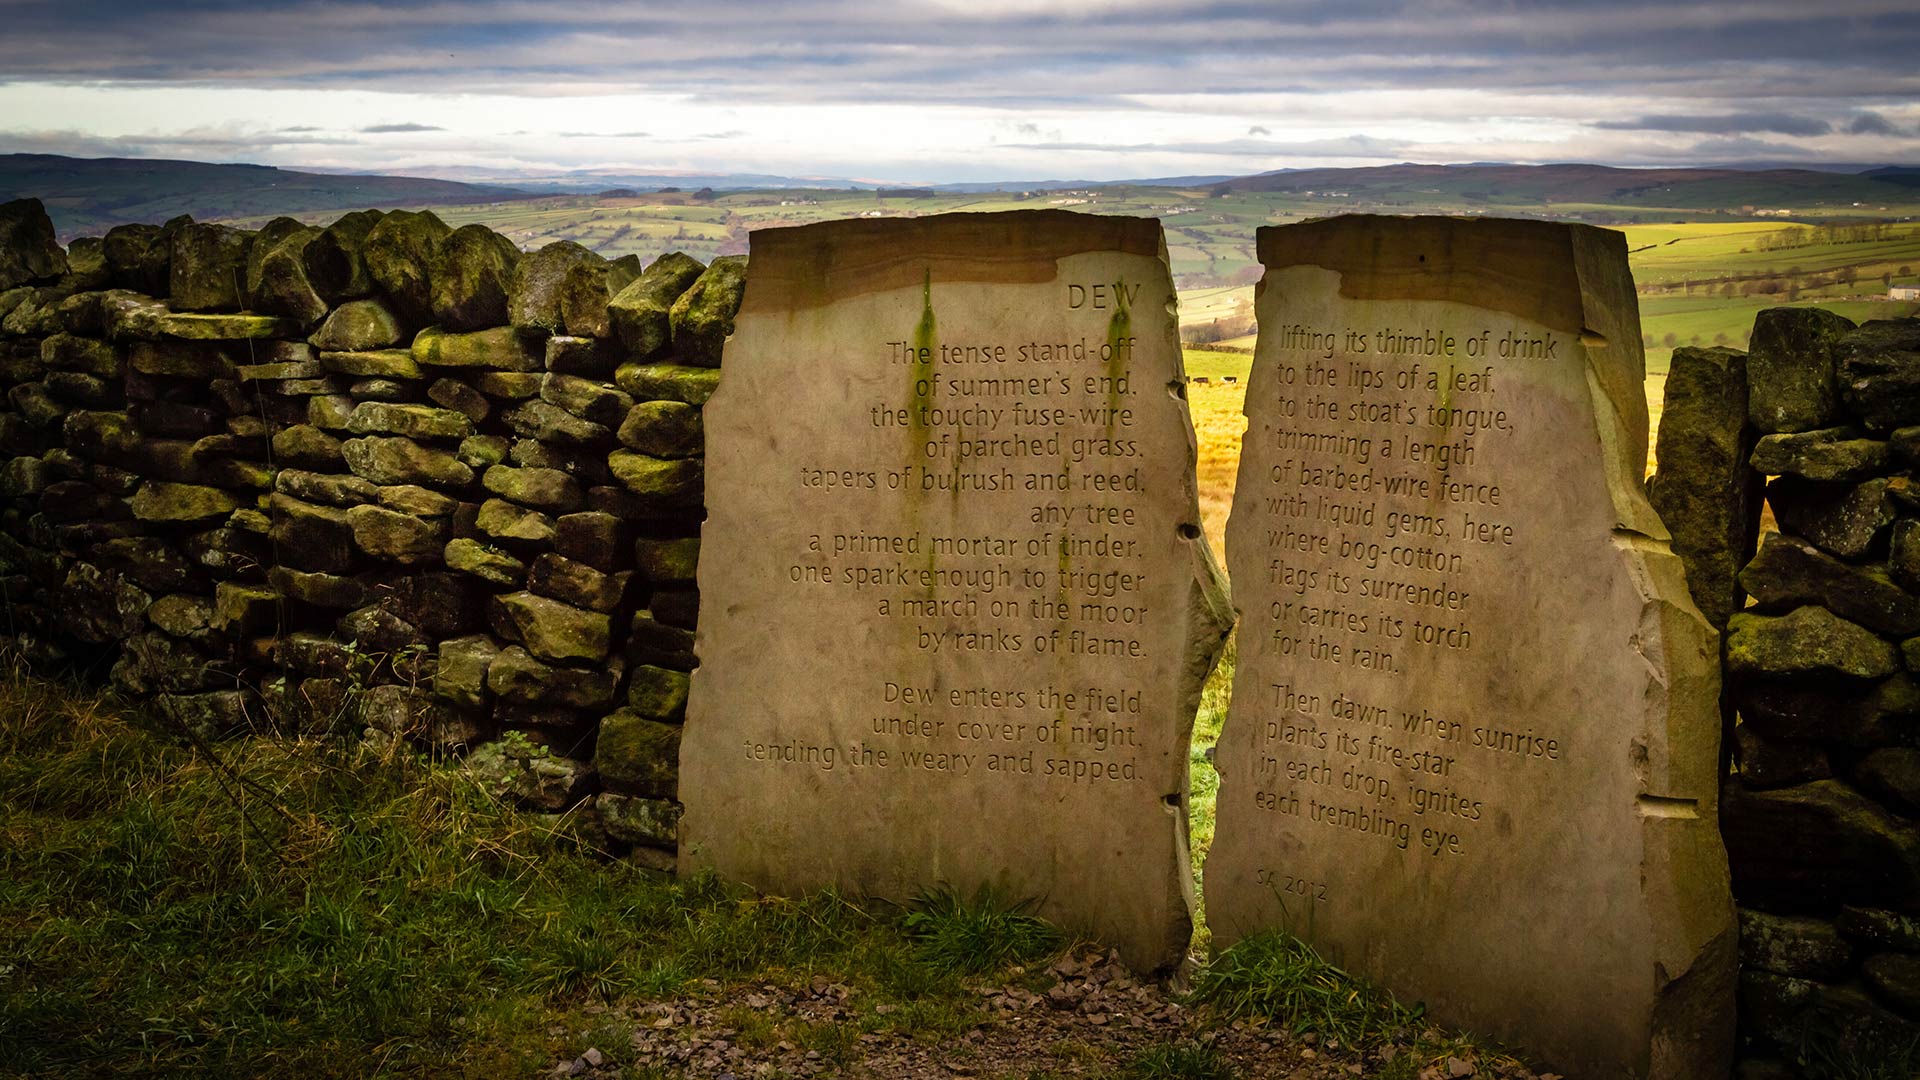 DEW
The tense stand-off
of summer's end,
the touchy fuse-wire
of parched grass,
tapers of bulrush and reed,
any tree
a primed mortar of tinder,
one spark enough to trigger
a march on the moor
by ranks of flame.
Dew enters the field
under cover of night,
tending the weary and sapped,
lifting its thimble of drink
to the lips of a leaf,
to the stoat's tongue,
trimming a length
of barbed-wire fence
with liquid gems, here
where bog-cotton
flags its surrender
or carries its torch
for the rain.
Then dawn, when sunrise
plants its fire-star
in each drop, ignites
each trembling eye.
SA 2012